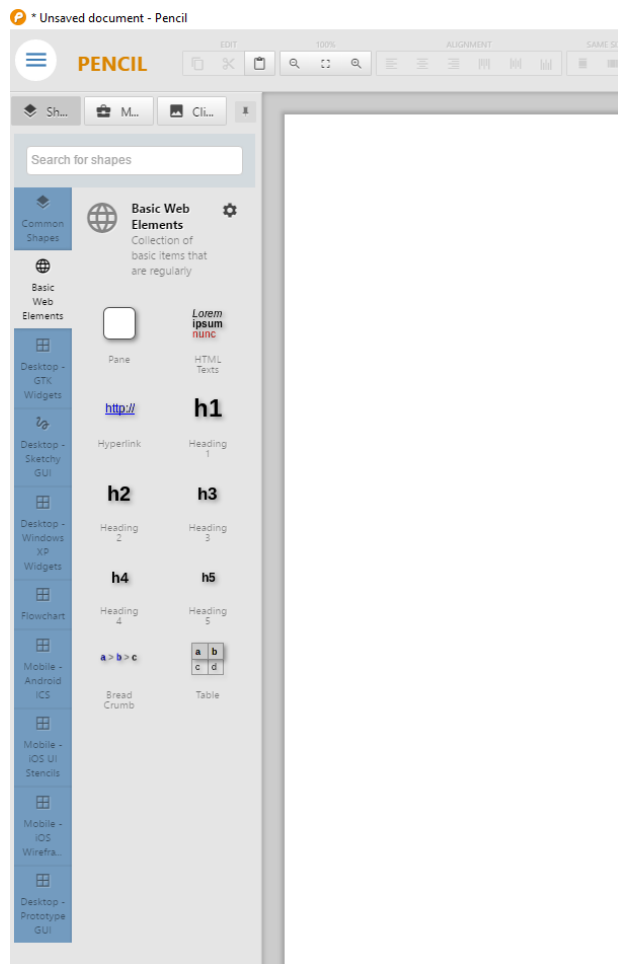 * Unsaved document - Pencil
EDIT
100%
ALIGNMENT
PENCIL
Sh...
M...
Cli...
Search for shapes
Common
Shapes
Basic
Web
Elements
Desktop -
GTK
Widgets
Desktop -
Sketchy
GUI
Desktop -
Windows
XP
Widgets
Flowchart
Mobile -
Android
ICS
Mobile -
iOS UI
Stencils
Mobile -
iOS
Wirefra...
Desktop -
Prototype
GUI
Basic Web
Elements
Collection of
basic items that
are regularly
Pane
Lorem
ipsum
nunc
HTML
Texts
http://
Hyperlink
h1
Heading
1
h2
Heading
2
h3
Heading
3
h4
Heading
4
h5
Heading
5
a > b > c
Bread
Crumb
a b
c d
Table